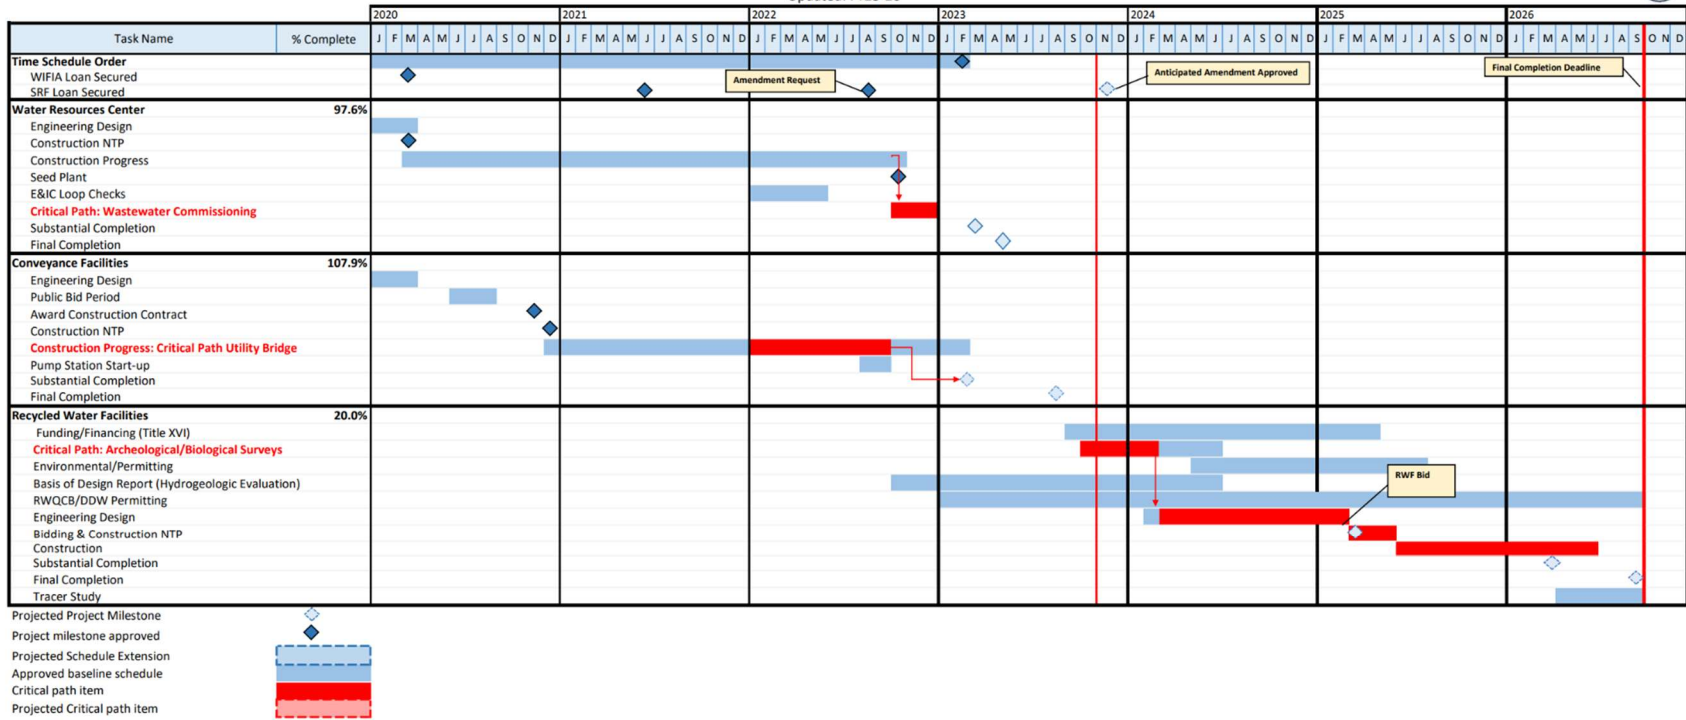 2020 2021 2022 2023 2024 2025 2026
Task Name % Complete J F M A M J J A S O N D J F M A M J J A S O N D J F M A M J J A S O N D J F M A M J J A S O N D J F M A M J J A S O N D J F M A M J J A S O N D J F M A M J J A S O N D
Time Schedule Order
Final Completion Deadline
WIFIA Loan Secured
Amendment Request
Anticipated Amendment Approved
SRF Loan Secured
Water Resources Center 97.6%
Engineering Design
Construction NTP
Construction Progress
Seed Plant
E&IC Loop Checks
Critical Path: Wastewater Commissioning
Substantial Completion
Final Completion
Conveyance Facilities 107.9%
Engineering Design
Public Bid Period
Award Construction Contract
Construction NTP
Construction Progress: Critical Path Utility Bridge
Pump Station Start-up
Substantial Completion
Final Completion
Recycled Water Facilities 20.0%
Funding/Financing (Title XVI)
Critical Path: Archeological/Biological Surveys
Environmental/Permitting
RWF Bid
Basis of Design Report (Hydrogeologic Evaluation)
RWQCB/DDW Permitting
Engineering Design
Bidding & Construction NTP
Construction
Substantial Completion
Final Completion
Tracer Study
Projected Project Milestone
Project milestone approved
Projected Schedule Extension
Approved baseline schedule
Critical path item
Projected Critical path item